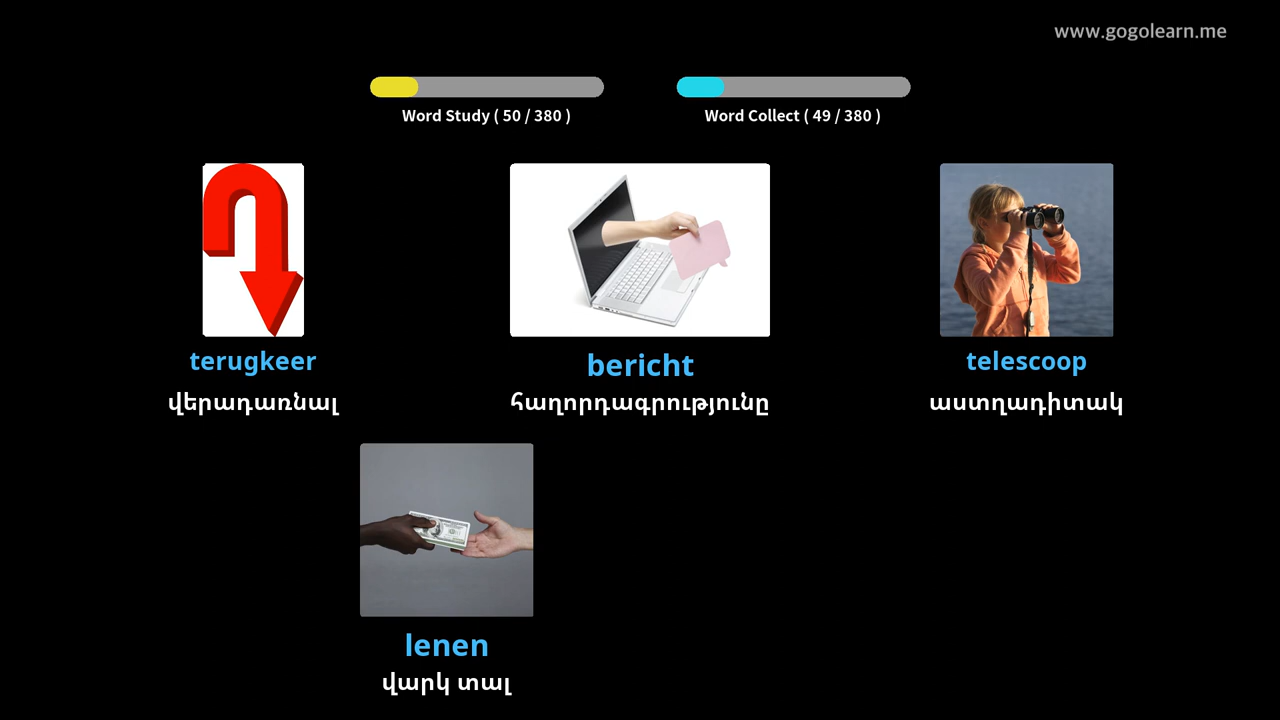 www.gogolearn.me
Word Study ( 50 / 380 )
Word Collect ( 49 / 380 )
terugkeer
վերադառնալ
bericht
հաղորդագրությունը
telescoop
աստղադիտակ
lenen
վարկ տալ